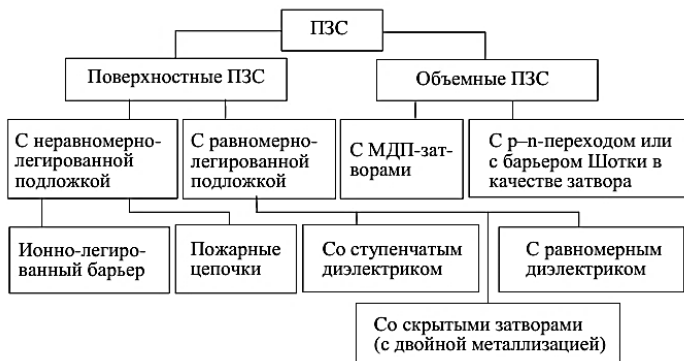 ПЗС
Поверхностные ПЗС
Объемные ПЗС
С неравномерно-
легированной
подложкой
С равномерно-
легированной
подложкой
С МДП-зат-
ворами
С p–n-переходом или
с барьером Шотки в
качестве затвора
Ионно-легиро-
ванный барьер
Пожарные
цепочки
Со ступенчатым
диэлектриком
С равномерным
диэлектриком
Со скрытыми затворами
(с двойной металлизацией)